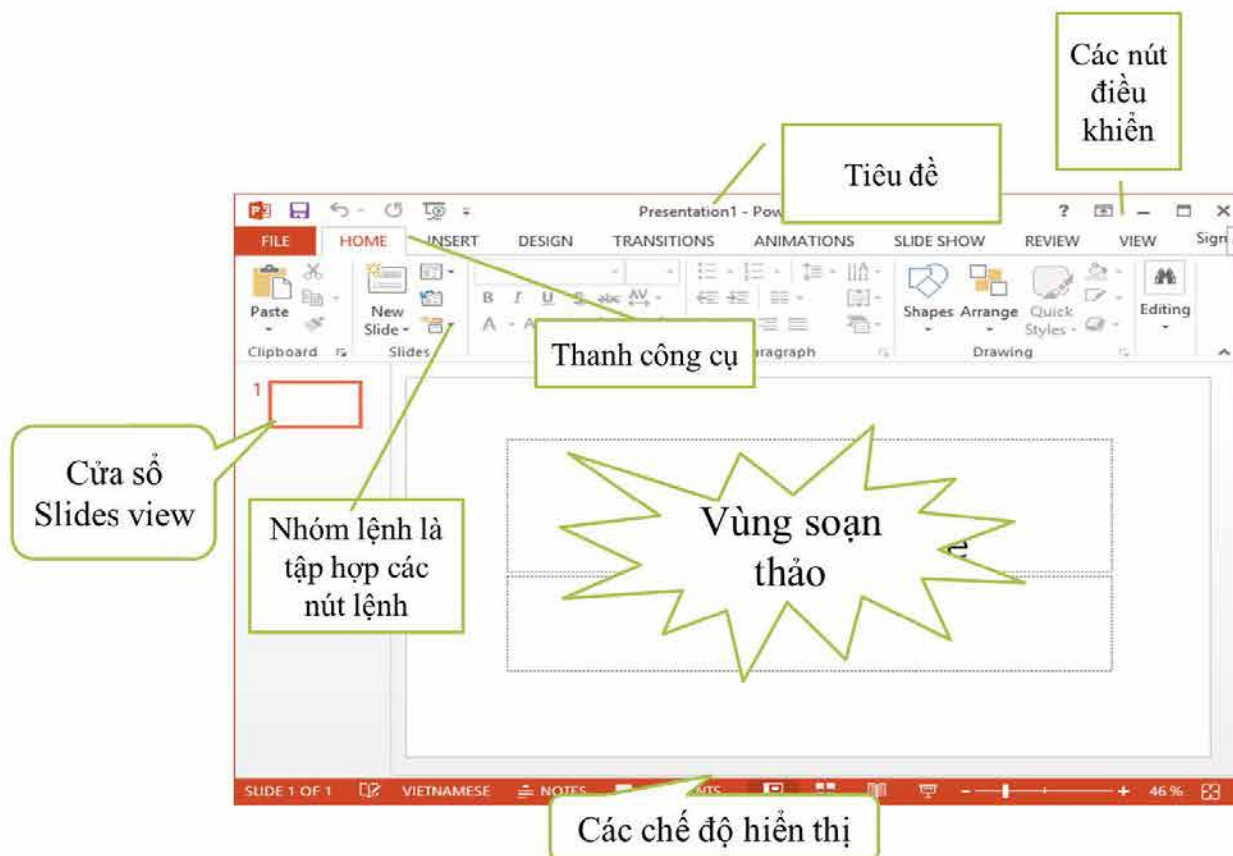 Các nút
điều
khiển
Tiêu đề
Presentation1 - Pow
?
FILE HOME INSERT DESIGN TRANSITIONS ANIMATIONS SLIDE SHOW REVIEW VIEW Sign
Paste
New
Slide
B I U S abc AV
A
Shapes Arrange Quick
Styles
Editing
Clipboard Slides
Drawing
Thanh công cụ
1
Cửa sổ
Slides view
Nhóm lệnh là
tập hợp các
nút lệnh
Vùng soạn
thảo
SLIDE 1 OF 1 VIETNAMESE NOTES 46 %
Các chế độ hiển thị